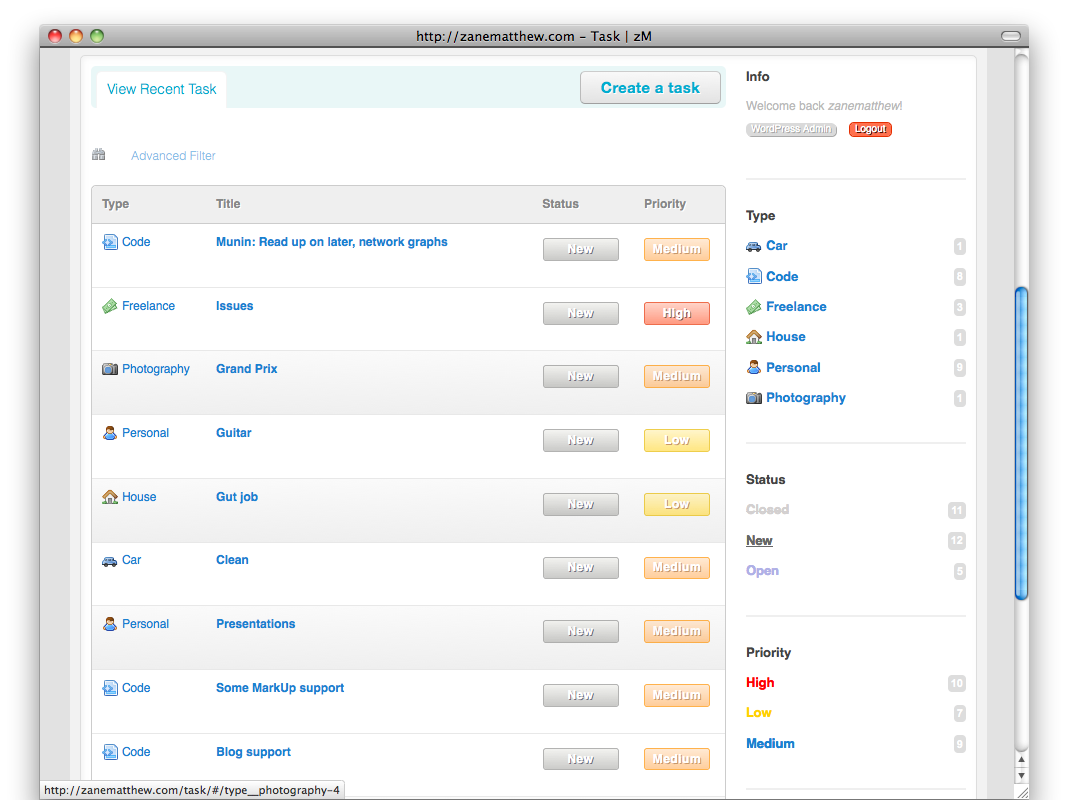 http://zanematthew.com – Task | zM
View Recent Task
Create a task
Advanced Filter
Type Title Status Priority
Code Munin: Read up on later, network graphs New Medium
Freelance Issues New High
Photography Grand Prix New Medium
Personal Guitar New Low
House Gut job New Low
Car Clean New Medium
Personal Presentations New Medium
Code Some MarkUp support New Medium
Code Blog support New Medium
Info
Welcome back zanematthew!
WordPress Admin Logout
Type
Car 1
Code 8
Freelance 3
House 1
Personal 9
Photography 1
Status
Closed 11
New 12
Open 5
Priority
High 10
Low 7
Medium 9
http://zanematthew.com/task/#/type__photography-4